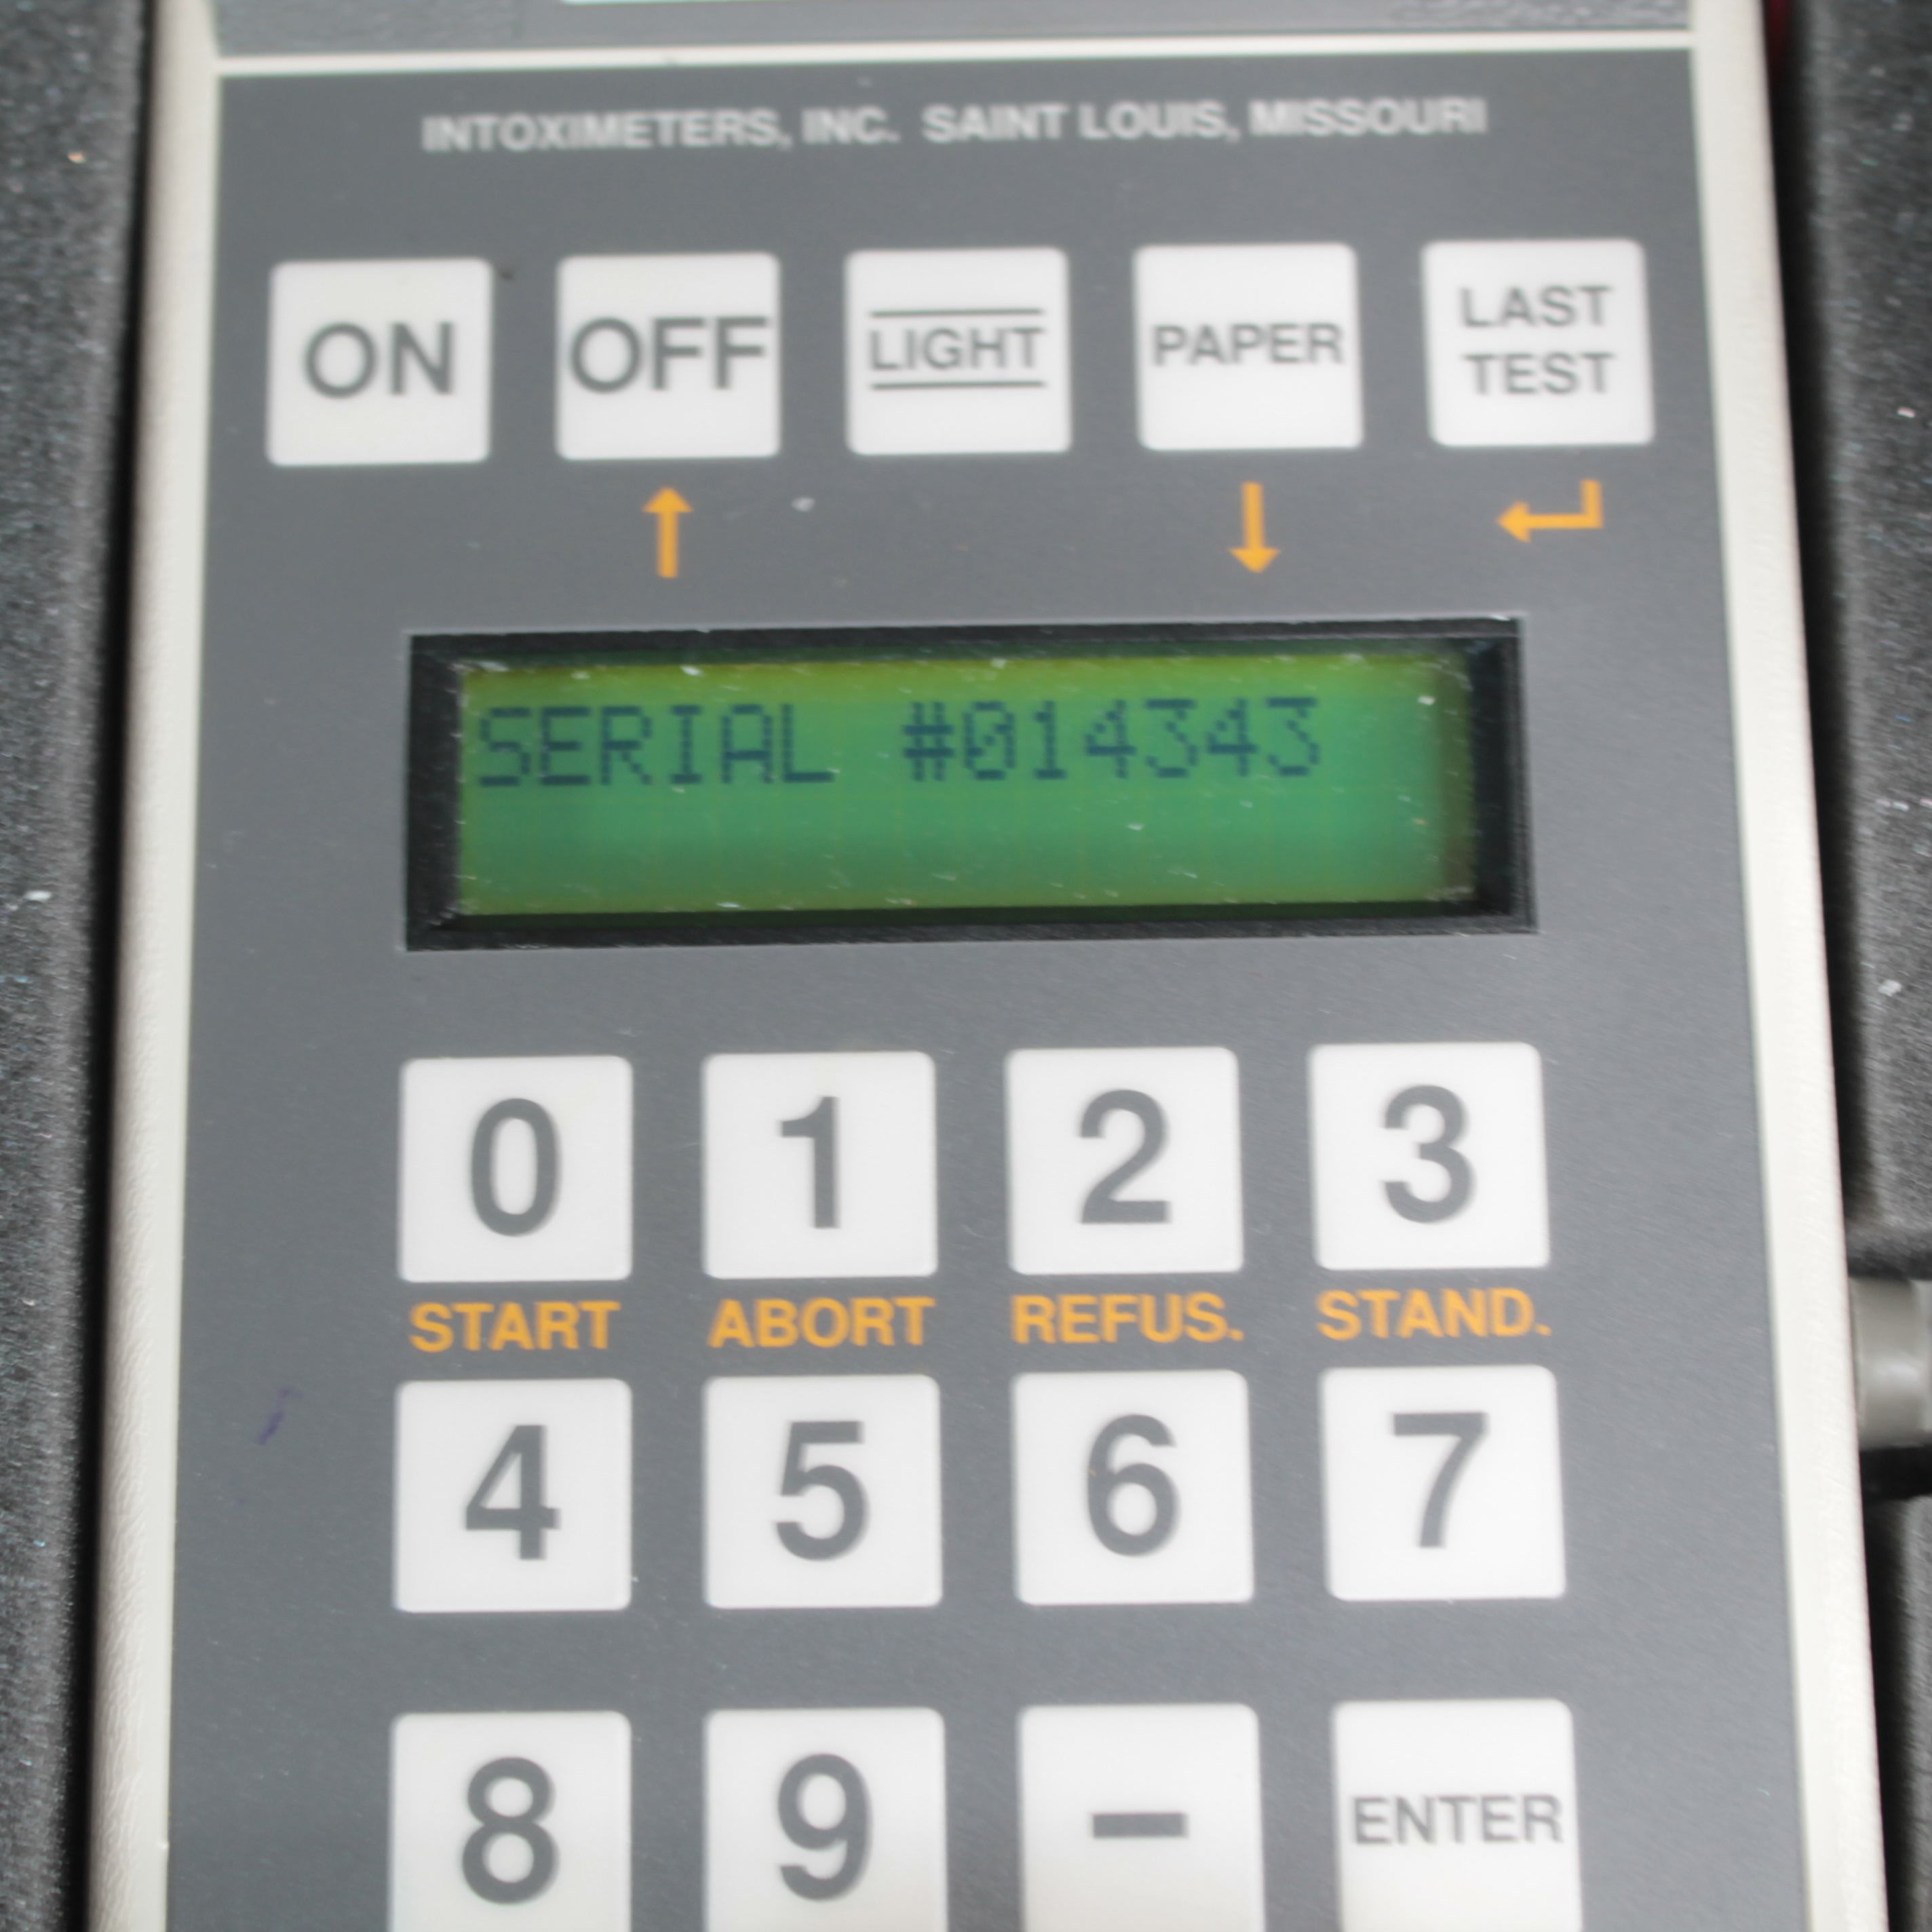 INTOXIMETERS, INC. SAINT LOUIS, MISSOURI
ON OFF LIGHT PAPER LAST TEST
SERIAL #014343
0 1 2 3
START ABORT REFUS. STAND.
4 5 6 7
8 9 - ENTER